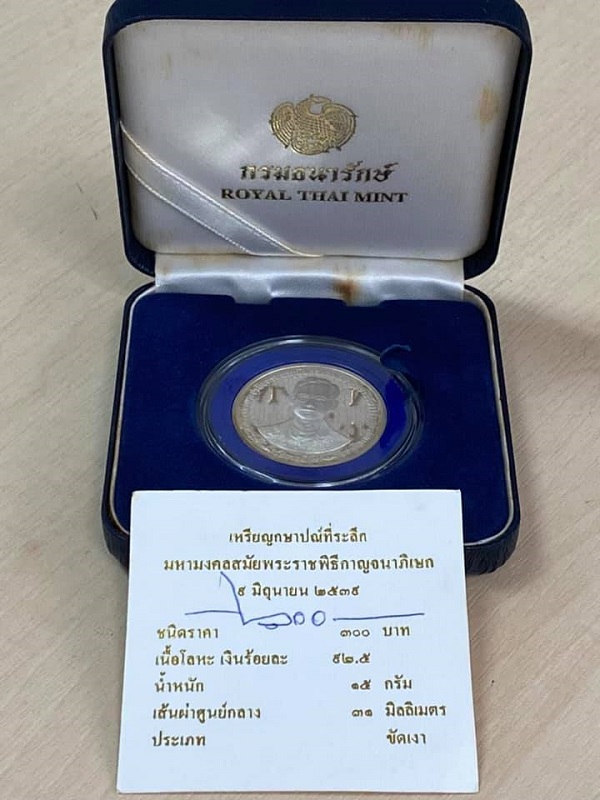 กรมธนารักษ์
ROYAL THAI MINT
เหรียญกษาปณ์ที่ระลึก
มหามงคลสมัยพระราชพิธีกาญจนาภิเษก
๙ มิถุนายน ๒๕๓๙
๒๐๐
ชนิดราคา ๓๐๐ บาท
เนื้อโลหะ เงินร้อยละ ๙๒.๕
น้ำหนัก ๑๕ กรัม
เส้นผ่าศูนย์กลาง ๓๑ มิลลิเมตร
ประเภท ขัดเงา